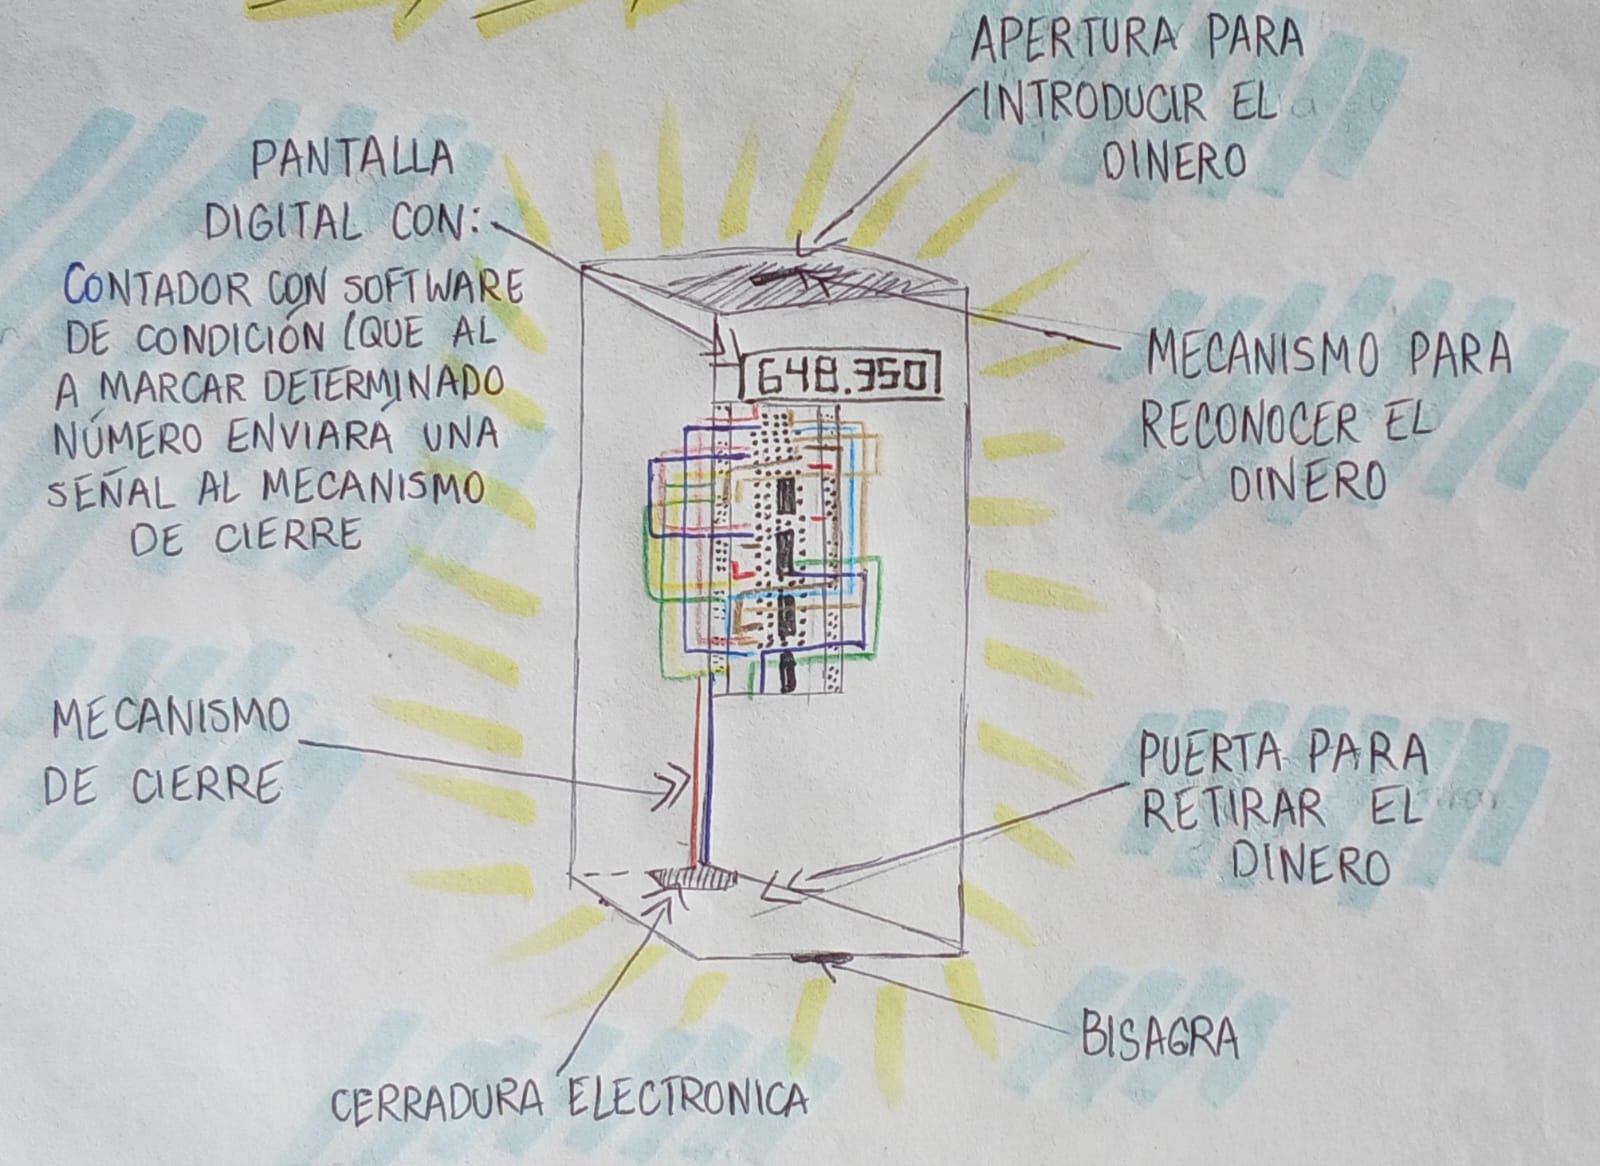 APERTURA PARA
INTRODUCIR EL
DINERO
PANTALLA
DIGITAL CON:
CONTADOR CON SOFTWARE
DE CONDICIÓN (QUE AL
A MARCAR DETERMINADO
NÚMERO ENVIARÁ UNA
SEÑAL AL MECANISMO
DE CIERRE
648.350
MECANISMO PARA
RECONOCER EL
DINERO
MECANISMO
DE CIERRE
PUERTA PARA
RETIRAR EL
DINERO
BISAGRA
CERRADURA ELECTRONICA